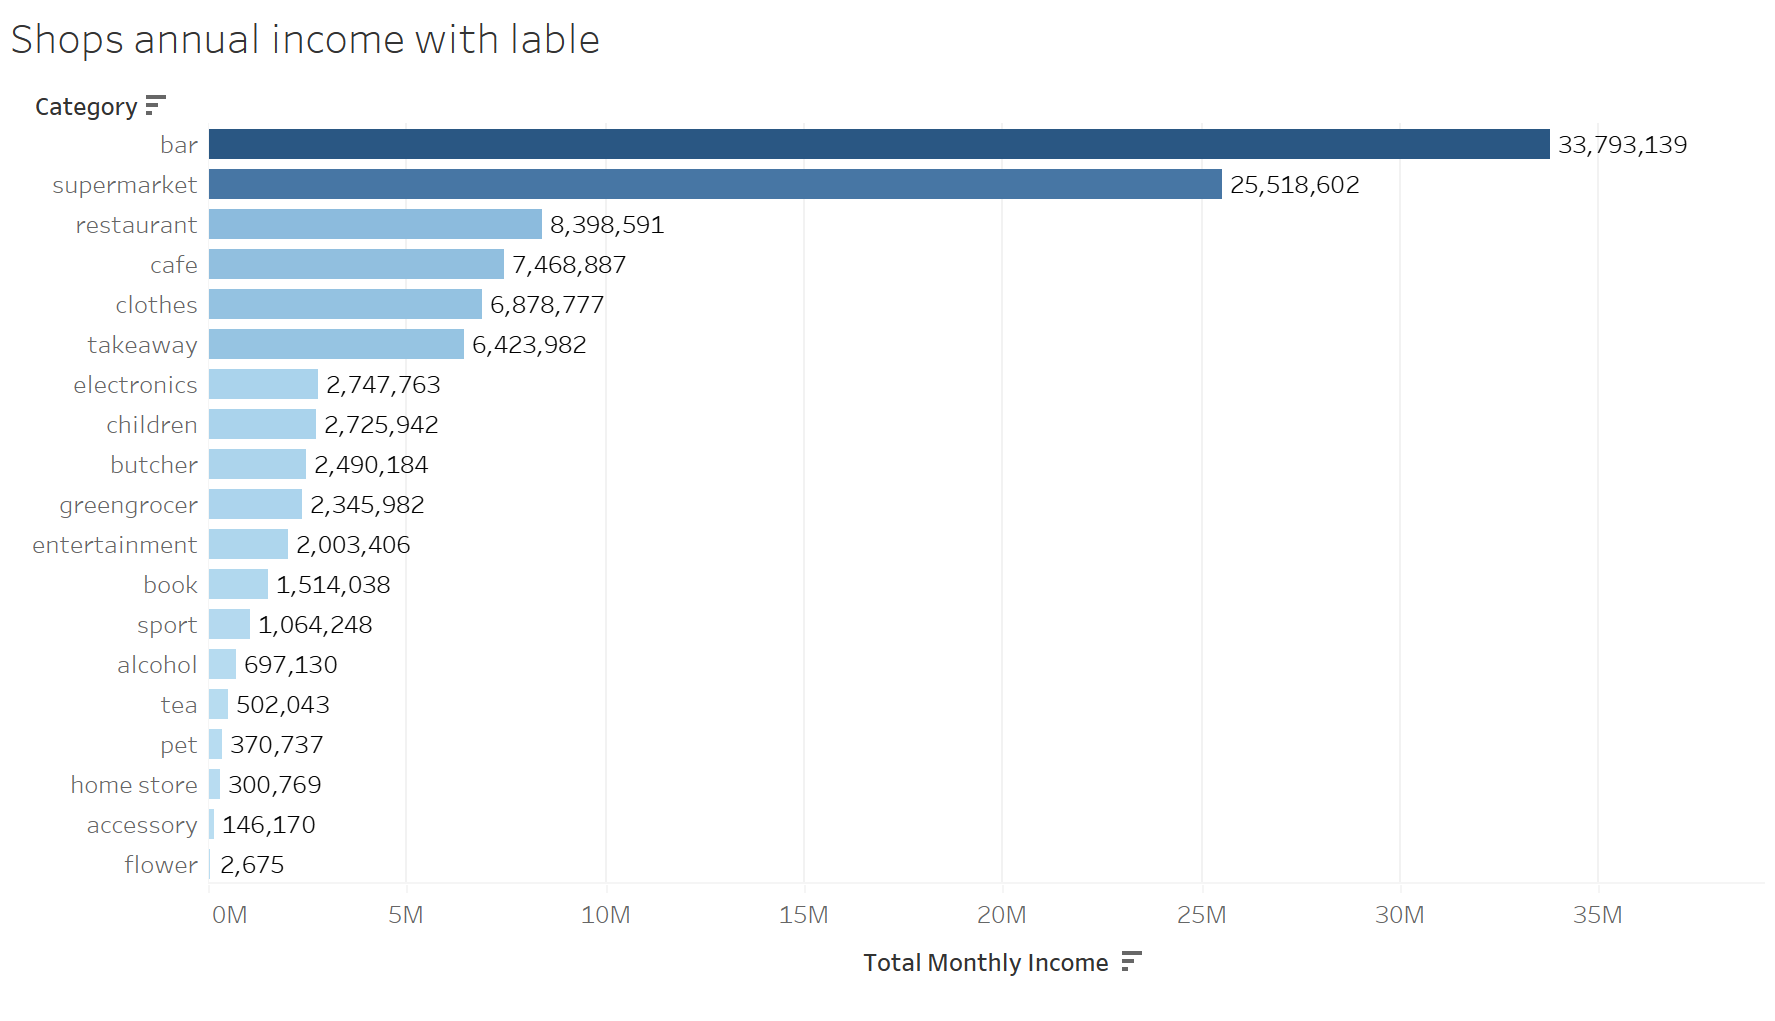 Shops annual income with lable
Category
bar 33,793,139
supermarket 25,518,602
restaurant 8,398,591
cafe 7,468,887
clothes 6,878,777
takeaway 6,423,982
electronics 2,747,763
children 2,725,942
butcher 2,490,184
greengrocer 2,345,982
entertainment 2,003,406
book 1,514,038
sport 1,064,248
alcohol 697,130
tea 502,043
pet 370,737
home store 300,769
accessory 146,170
flower 2,675
0M 5M 10M 15M 20M 25M 30M 35M
Total Monthly Income